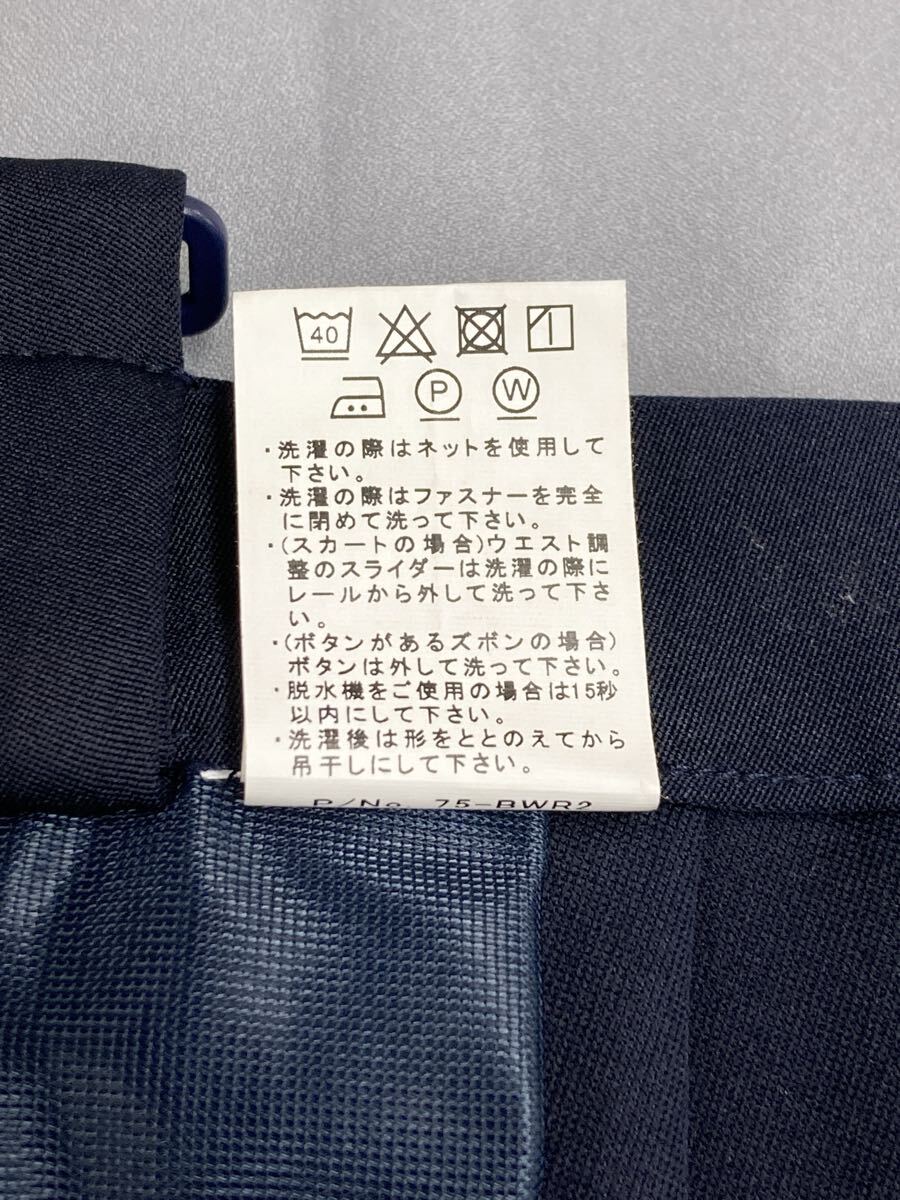 40
P W
・洗濯の際はネットを使用して
下さい。
・洗濯の際はファスナーを完全
に閉めて洗って下さい。
・(スカートの場合)ウエスト調
整のスライダーは洗濯の際に
レールから外して洗って下さ
い。
・(ボタンがあるズボンの場合)
ボタンは外して洗って下さい。
・脱水機をご使用の場合は15秒
以内にして下さい。
・洗濯後は形をととのえてから
吊干しにして下さい。
P/No. 75-BWR2